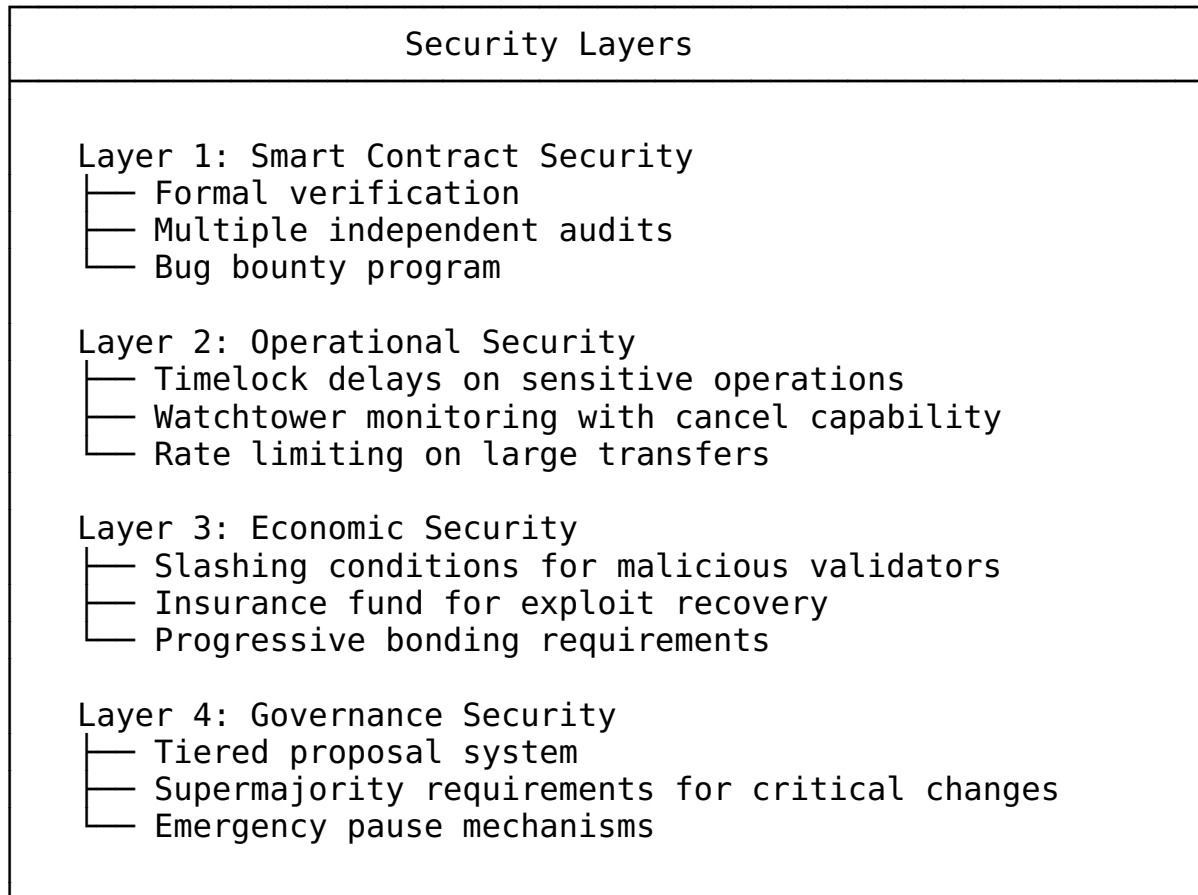 Security Layers
Layer 1: Smart Contract Security
├── Formal verification
├── Multiple independent audits
└── Bug bounty program
Layer 2: Operational Security
├── Timelock delays on sensitive operations
├── Watchtower monitoring with cancel capability
└── Rate limiting on large transfers
Layer 3: Economic Security
├── Slashing conditions for malicious validators
├── Insurance fund for exploit recovery
└── Progressive bonding requirements
Layer 4: Governance Security
├── Tiered proposal system
├── Supermajority requirements for critical changes
└── Emergency pause mechanisms